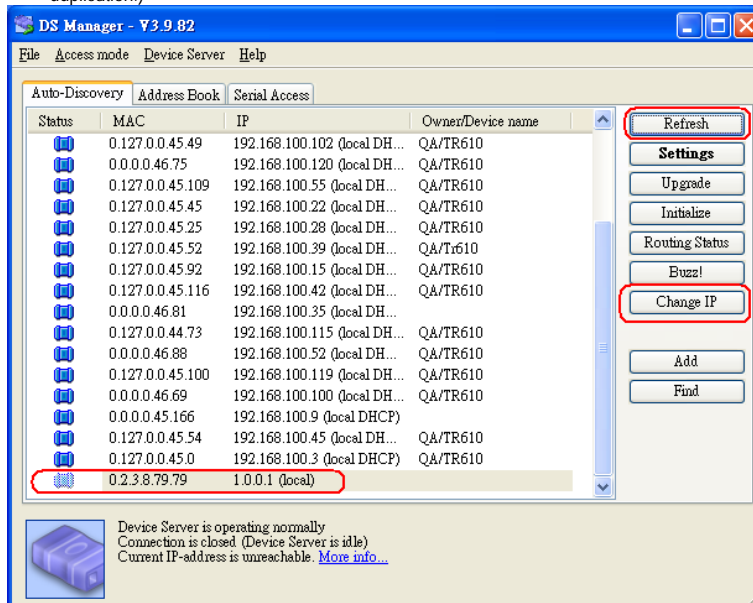 duplication.)
DS Manager - V3.9.82
File Access mode Device Server Help
Auto-Discovery Address Book Serial Access
Status MAC IP Owner/Device name
0.127.0.0.45.49 192.168.100.102 (local DH... QA/TR610
0.0.0.0.46.75 192.168.100.120 (local DH... QA/TR610
0.127.0.0.45.109 192.168.100.55 (local DH... QA/TR610
0.127.0.0.45.45 192.168.100.22 (local DH... QA/TR610
0.127.0.0.45.25 192.168.100.28 (local DH... QA/TR610
0.127.0.0.45.52 192.168.100.39 (local DH... QA/Tr610
0.127.0.0.45.92 192.168.100.15 (local DH... QA/TR610
0.127.0.0.45.116 192.168.100.42 (local DH... QA/TR610
0.0.0.0.46.81 192.168.100.35 (local DH...
0.127.0.0.44.73 192.168.100.115 (local DH... QA/TR610
0.0.0.0.46.88 192.168.100.52 (local DH... QA/TR610
0.127.0.0.45.100 192.168.100.119 (local DH... QA/TR610
0.0.0.0.46.69 192.168.100.100 (local DH... QA/TR610
0.0.0.0.45.166 192.168.100.9 (local DHCP)
0.127.0.0.45.54 192.168.100.45 (local DH... QA/TR610
0.127.0.0.45.0 192.168.100.3 (local DHCP) QA/TR610
0.2.3.8.79.79 1.0.0.1 (local)
Refresh
Settings
Upgrade
Initialize
Routing Status
Buzz!
Change IP
Add
Find
Device Server is operating normally
Connection is closed (Device Server is idle)
Current IP-address is unreachable. More info...